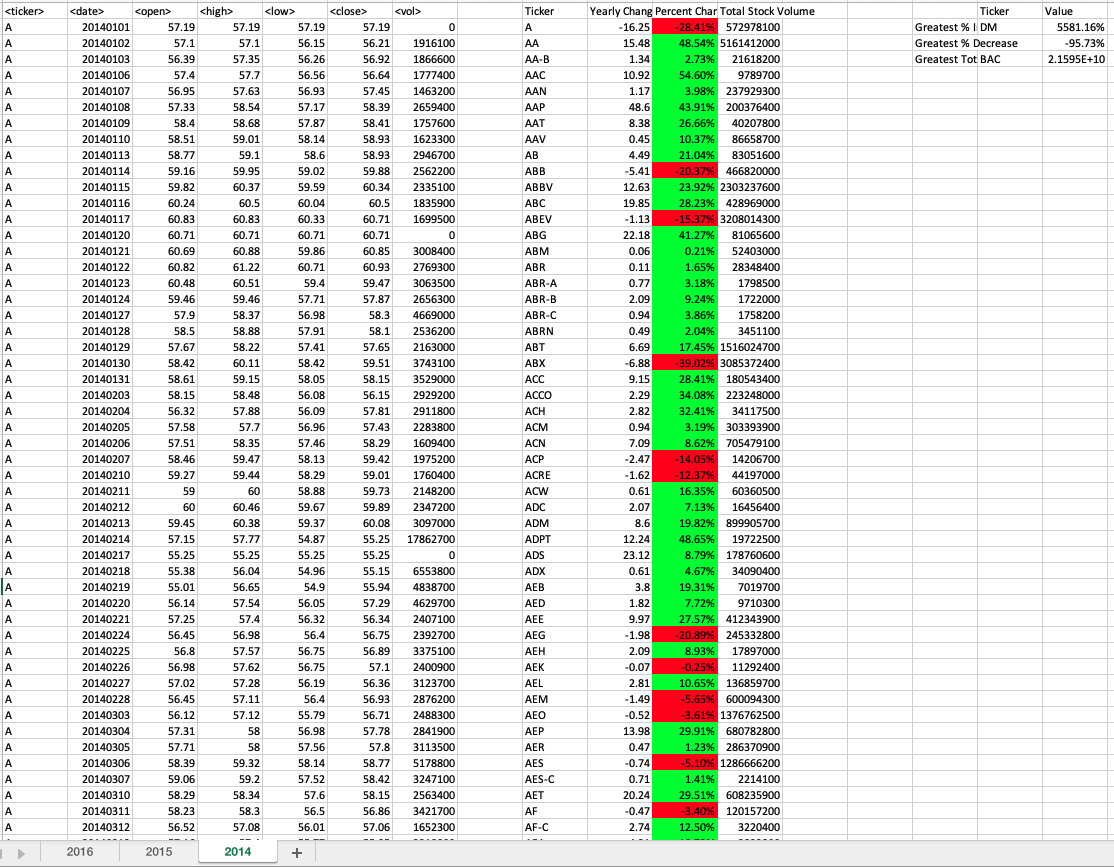 <ticker> <date> <open> <high> <low> <close> <vol> Ticker Yearly Chang Percent Char Total Stock Volume Ticker Value
A 20140101 57.19 57.19 57.19 57.19 0 A -16.25 -28.41% 572978100 Greatest % I DM 5581.16%
A 20140102 57.1 57.1 56.15 56.21 1916100 AA 15.48 48.54% 5161412000 Greatest % Decrease -95.73%
A 20140103 56.39 57.35 56.26 56.92 1866600 AA-B 1.34 2.73% 21618200 Greatest Tot BAC 2.1595E+10
A 20140106 57.4 57.7 56.56 56.64 1777400 AAC 10.92 54.60% 9789700
A 20140107 56.95 57.63 56.93 57.45 1463200 AAN 1.17 3.98% 237929300
A 20140108 57.33 58.54 57.17 58.39 2659400 AAP 48.6 43.91% 200376400
A 20140109 58.4 58.68 57.87 58.41 1757600 AAT 8.38 26.66% 40207800
A 20140110 58.51 59.01 58.14 58.93 1623300 AAV 0.45 10.37% 86658700
A 20140113 58.77 59.1 58.6 58.93 2946700 AB 4.49 21.04% 83051600
A 20140114 59.16 59.95 59.02 59.88 2562200 ABB -5.41 -20.37% 466820000
A 20140115 59.82 60.37 59.59 60.34 2335100 ABBV 12.63 23.92% 2303237600
A 20140116 60.24 60.5 60.04 60.5 1835900 ABC 19.85 28.23% 428969000
A 20140117 60.83 60.83 60.33 60.71 1699500 ABEV -1.13 -15.37% 3208014300
A 20140120 60.71 60.71 60.71 60.71 0 ABG 22.18 41.27% 81065600
A 20140121 60.69 60.88 59.86 60.85 3008400 ABM 0.06 0.21% 52403000
A 20140122 60.82 61.22 60.71 60.93 2769300 ABR 0.11 1.65% 28348400
A 20140123 60.48 60.51 59.4 59.47 3063500 ABR-A 0.77 3.18% 1798500
A 20140124 59.46 59.46 57.71 57.87 2656300 ABR-B 2.09 9.24% 1722000
A 20140127 57.9 58.37 56.98 58.3 4669000 ABR-C 0.94 3.86% 1758200
A 20140128 58.5 58.88 57.91 58.1 2536200 ABRN 0.49 2.04% 3451100
A 20140129 57.67 58.22 57.41 57.65 2163000 ABT 6.69 17.45% 1516024700
A 20140130 58.42 60.11 58.42 59.51 3743100 ABX -6.88 -39.02% 3085372400
A 20140131 58.61 59.15 58.05 58.15 3529000 ACC 9.15 28.41% 180543400
A 20140203 58.15 58.48 56.08 56.15 2929200 ACCO 2.29 34.08% 223248000
A 20140204 56.32 57.88 56.09 57.81 2911800 ACH 2.82 32.41% 34117500
A 20140205 57.58 57.7 56.96 57.43 2283800 ACM 0.94 3.19% 303393900
A 20140206 57.51 58.35 57.46 58.29 1609400 ACN 7.09 8.62% 705479100
A 20140207 58.46 59.47 58.13 59.42 1975200 ACP -2.47 -14.05% 14206700
A 20140210 59.27 59.44 58.29 59.01 1760400 ACRE -1.62 -12.37% 44197000
A 20140211 59 60 58.88 59.73 2148200 ACW 0.61 16.35% 60360500
A 20140212 60 60.46 59.67 59.89 2347200 ADC 2.07 7.13% 16456400
A 20140213 59.45 60.38 59.37 60.08 3097000 ADM 8.6 19.82% 899905700
A 20140214 57.15 57.77 54.87 55.25 17862700 ADPT 12.24 48.65% 19722500
A 20140217 55.25 55.25 55.25 55.25 0 ADS 23.12 8.79% 178760600
A 20140218 55.38 56.04 54.96 55.15 6553800 ADX 0.61 4.67% 34090400
A 20140219 55.01 56.65 54.9 55.94 4838700 AEB 3.8 19.31% 7019700
A 20140220 56.14 57.54 56.05 57.29 4629700 AED 1.82 7.72% 9710300
A 20140221 57.25 57.4 56.32 56.34 2407100 AEE 9.97 27.57% 412343900
A 20140224 56.45 56.98 56.4 56.75 2392700 AEG -1.98 -20.89% 245332800
A 20140225 56.8 57.57 56.75 56.89 3375100 AEH 2.09 8.93% 17897000
A 20140226 56.98 57.62 56.75 57.1 2400900 AEK -0.07 -0.25% 11292400
A 20140227 57.02 57.28 56.19 56.36 3123700 AEL 2.81 10.65% 136859700
A 20140228 56.45 57.11 56.4 56.93 2876200 AEM -1.49 -5.65% 600094300
A 20140303 56.12 57.12 55.79 56.71 2488300 AEO -0.52 -3.61% 1376762500
A 20140304 57.31 58 56.98 57.78 2841900 AEP 13.98 29.91% 680782800
A 20140305 57.71 58 57.56 57.8 3113500 AER 0.47 1.23% 286370900
A 20140306 58.39 59.32 58.14 58.77 5178800 AES -0.74 -5.10% 1286666200
A 20140307 59.06 59.2 57.52 58.42 3247100 AES-C 0.71 1.41% 2214100
A 20140310 58.29 58.34 57.6 58.15 2563400 AET 20.24 29.51% 608235900
A 20140311 58.23 58.3 56.5 56.86 3421700 AF -0.47 -3.40% 120157200
A 20140312 56.52 57.08 56.01 57.06 1652300 AF-C 2.74 12.50% 3220400
2016 2015 2014 +